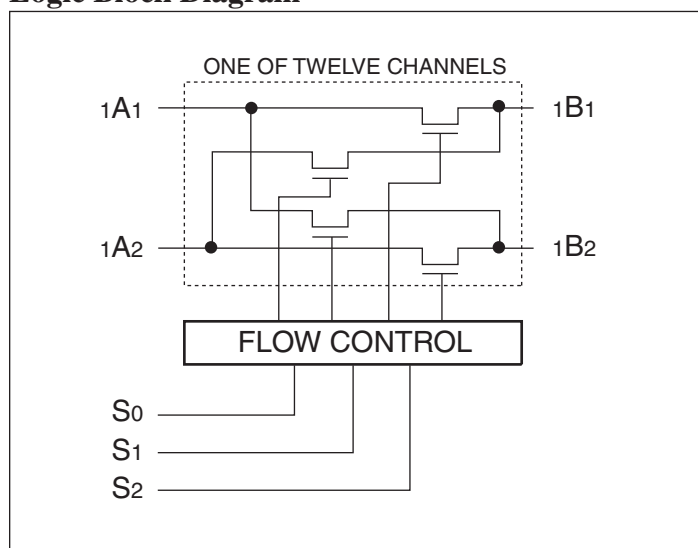 Logic Block Diagram
ONE OF TWELVE CHANNELS
1A1
1B1
1A2
1B2
FLOW CONTROL
S0
S1
S2